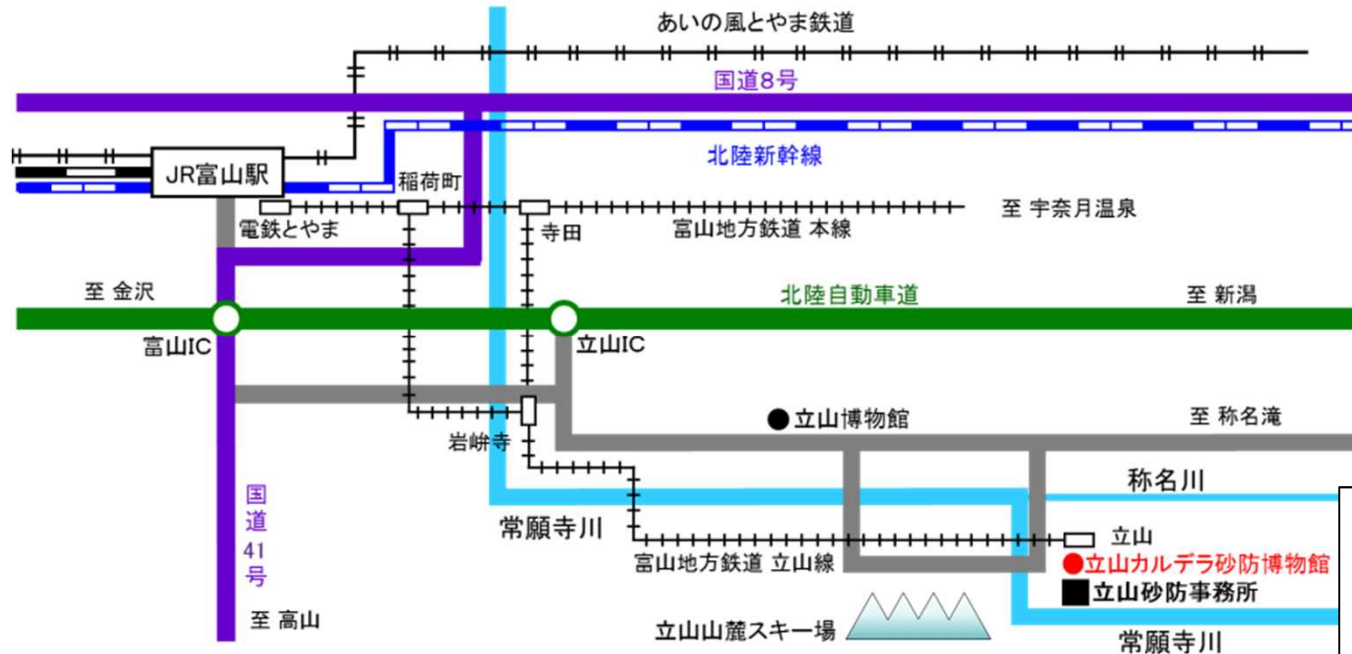 あいの風とやま鉄道
国道8号
北陸新幹線
JR富山駅
稲荷町
電鉄とやま
寺田
富山地方鉄道 本線
至 宇奈月温泉
至 金沢
北陸自動車道
至 新潟
富山IC
立山IC
立山博物館
至 称名滝
岩峅寺
称名川
国道41号
常願寺川
立山
富山地方鉄道 立山線
立山カルデラ砂防博物館
立山砂防事務所
至 高山
立山山麓スキー場
常願寺川